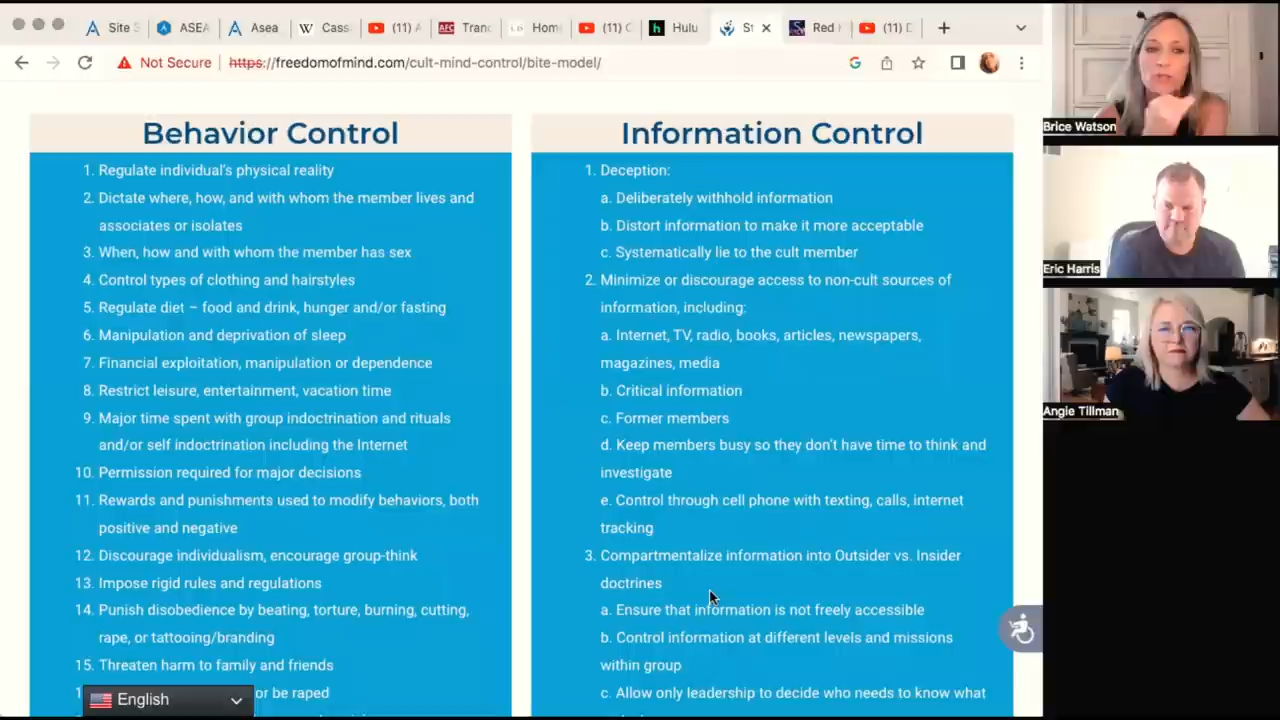 Site S
ASEA
Asea
Cass
(11) A
Tran
Hom
(11) C
Hulu
St
Red
(11) D
Not Secure
https://freedomofmind.com/cult-mind-control/bite-model/
Behavior Control
1. Regulate individual's physical reality
2. Dictate where, how, and with whom the member lives and
associates or isolates
3. When, how and with whom the member has sex
4. Control types of clothing and hairstyles
5. Regulate diet – food and drink, hunger and/or fasting
6. Manipulation and deprivation of sleep
7. Financial exploitation, manipulation or dependence
8. Restrict leisure, entertainment, vacation time
9. Major time spent with group indoctrination and rituals
and/or self indoctrination including the Internet
10. Permission required for major decisions
11. Rewards and punishments used to modify behaviors, both
positive and negative
12. Discourage individualism, encourage group-think
13. Impose rigid rules and regulations
14. Punish disobedience by beating, torture, burning, cutting,
rape, or tattooing/branding
15. Threaten harm to family and friends
or be raped
English
Information Control
1. Deception:
a. Deliberately withhold information
b. Distort information to make it more acceptable
c. Systematically lie to the cult member
2. Minimize or discourage access to non-cult sources of
information, including:
a. Internet, TV, radio, books, articles, newspapers,
magazines, media
b. Critical information
c. Former members
d. Keep members busy so they don't have time to think and
investigate
e. Control through cell phone with texting, calls, internet
tracking
3. Compartmentalize information into Outsider vs. Insider
doctrines
a. Ensure that information is not freely accessible
b. Control information at different levels and missions
within group
c. Allow only leadership to decide who needs to know what
Brice Watson
Eric Harris
Angie Tillman